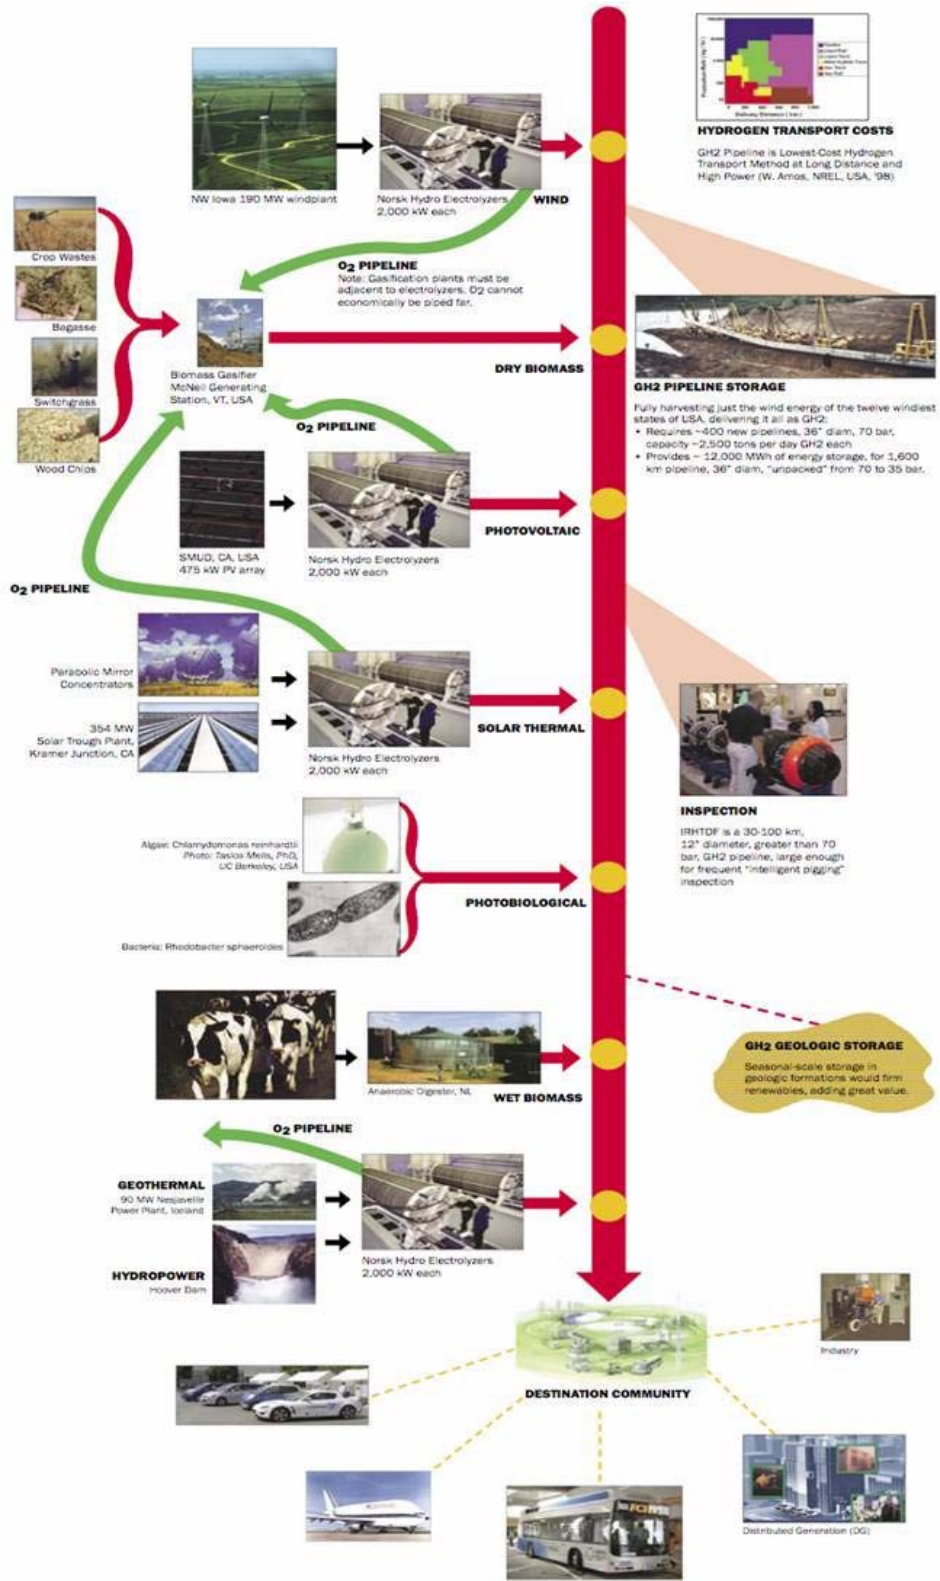 HYDROGEN TRANSPORT COSTS
GH2 Pipeline is Lowest-Cost Hydrogen
Transport Method at Long Distance and
High Power (W. Amos, NREL, USA, '98)
NW Iowa 190 MW windplant
Norsk Hydro Electrolyzers
2,000 kW each
WIND
Crop Wastes
Bagasse
Switchgrass
Wood Chips
O2 PIPELINE
Note: Gasification plants must be
adjacent to electrolyzers. O2 cannot
economically be piped far.
Biomass Gasifier
McNeil Generating
Station, VT, USA
DRY BIOMASS
GH2 PIPELINE STORAGE
Fully harvesting just the wind energy of the twelve windiest
states of USA, delivering it all as GH2:
• Requires ~400 new pipelines, 36" diam, 70 bar,
capacity ~2,500 tons per day GH2 each
• Provides ~ 12,000 MWh of energy storage, for 1,600
km pipeline, 36" diam, "unpacked" from 70 to 35 bar.
O2 PIPELINE
SMUD, CA, USA
475 kW PV array
Norsk Hydro Electrolyzers
2,000 kW each
PHOTOVOLTAIC
O2 PIPELINE
Parabolic Mirror
Concentrators
354 MW
Solar Trough Plant,
Kramer Junction, CA
Norsk Hydro Electrolyzers
2,000 kW each
SOLAR THERMAL
INSPECTION
IRHTDF is a 30-100 km,
12" diameter, greater than 70
bar, GH2 pipeline, large enough
for frequent "intelligent pigging"
inspection
Algae: Chlamydomonas reinhardtii
Photo: Tasios Melis, PhD,
UC Berkeley, USA
Bacteria: Rhodobacter sphaeroides
PHOTOBIOLOGICAL
Anaerobic Digester, NL
WET BIOMASS
GH2 GEOLOGIC STORAGE
Seasonal-scale storage in
geologic formations would firm
renewables, adding great value.
O2 PIPELINE
GEOTHERMAL
90 MW Nesjavellir
Power Plant, Iceland
HYDROPOWER
Hoover Dam
Norsk Hydro Electrolyzers
2,000 kW each
DESTINATION COMMUNITY
Industry
Distributed Generation (DG)